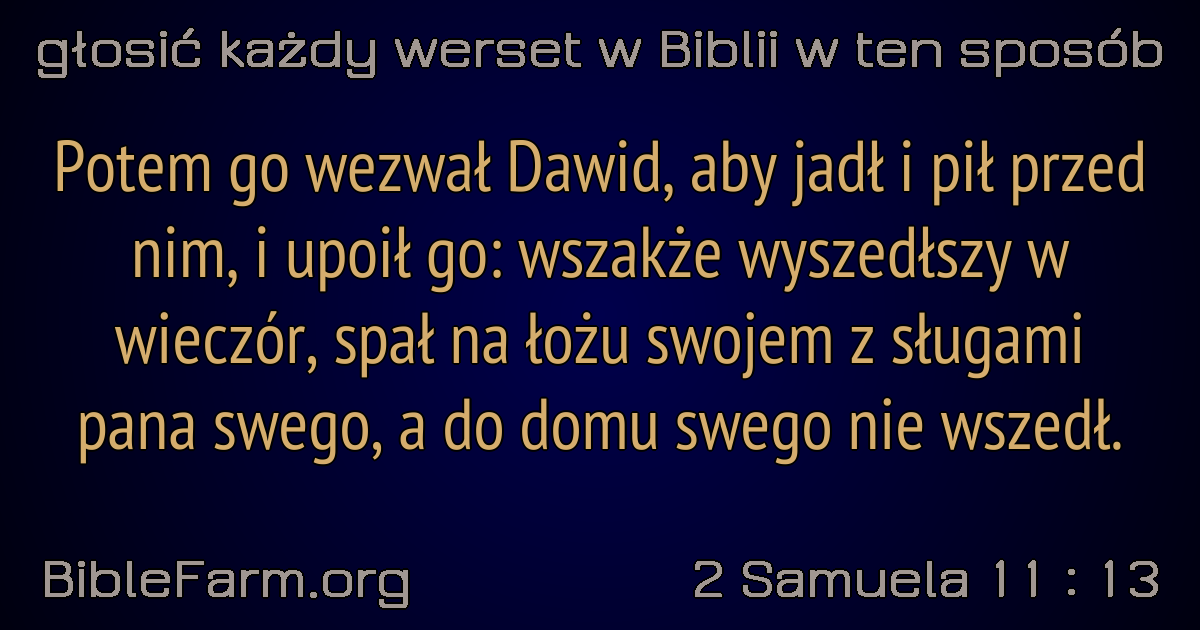 głosić każdy werset w Biblii w ten sposób
Potem go wezwał Dawid, aby jadł i pił przed
nim, i upoił go: wszakże wyszedłszy w
wieczór, spał na łożu swojem z sługami
pana swego, a do domu swego nie wszedł.
BibleFarm.org
2 Samuela 11 : 13